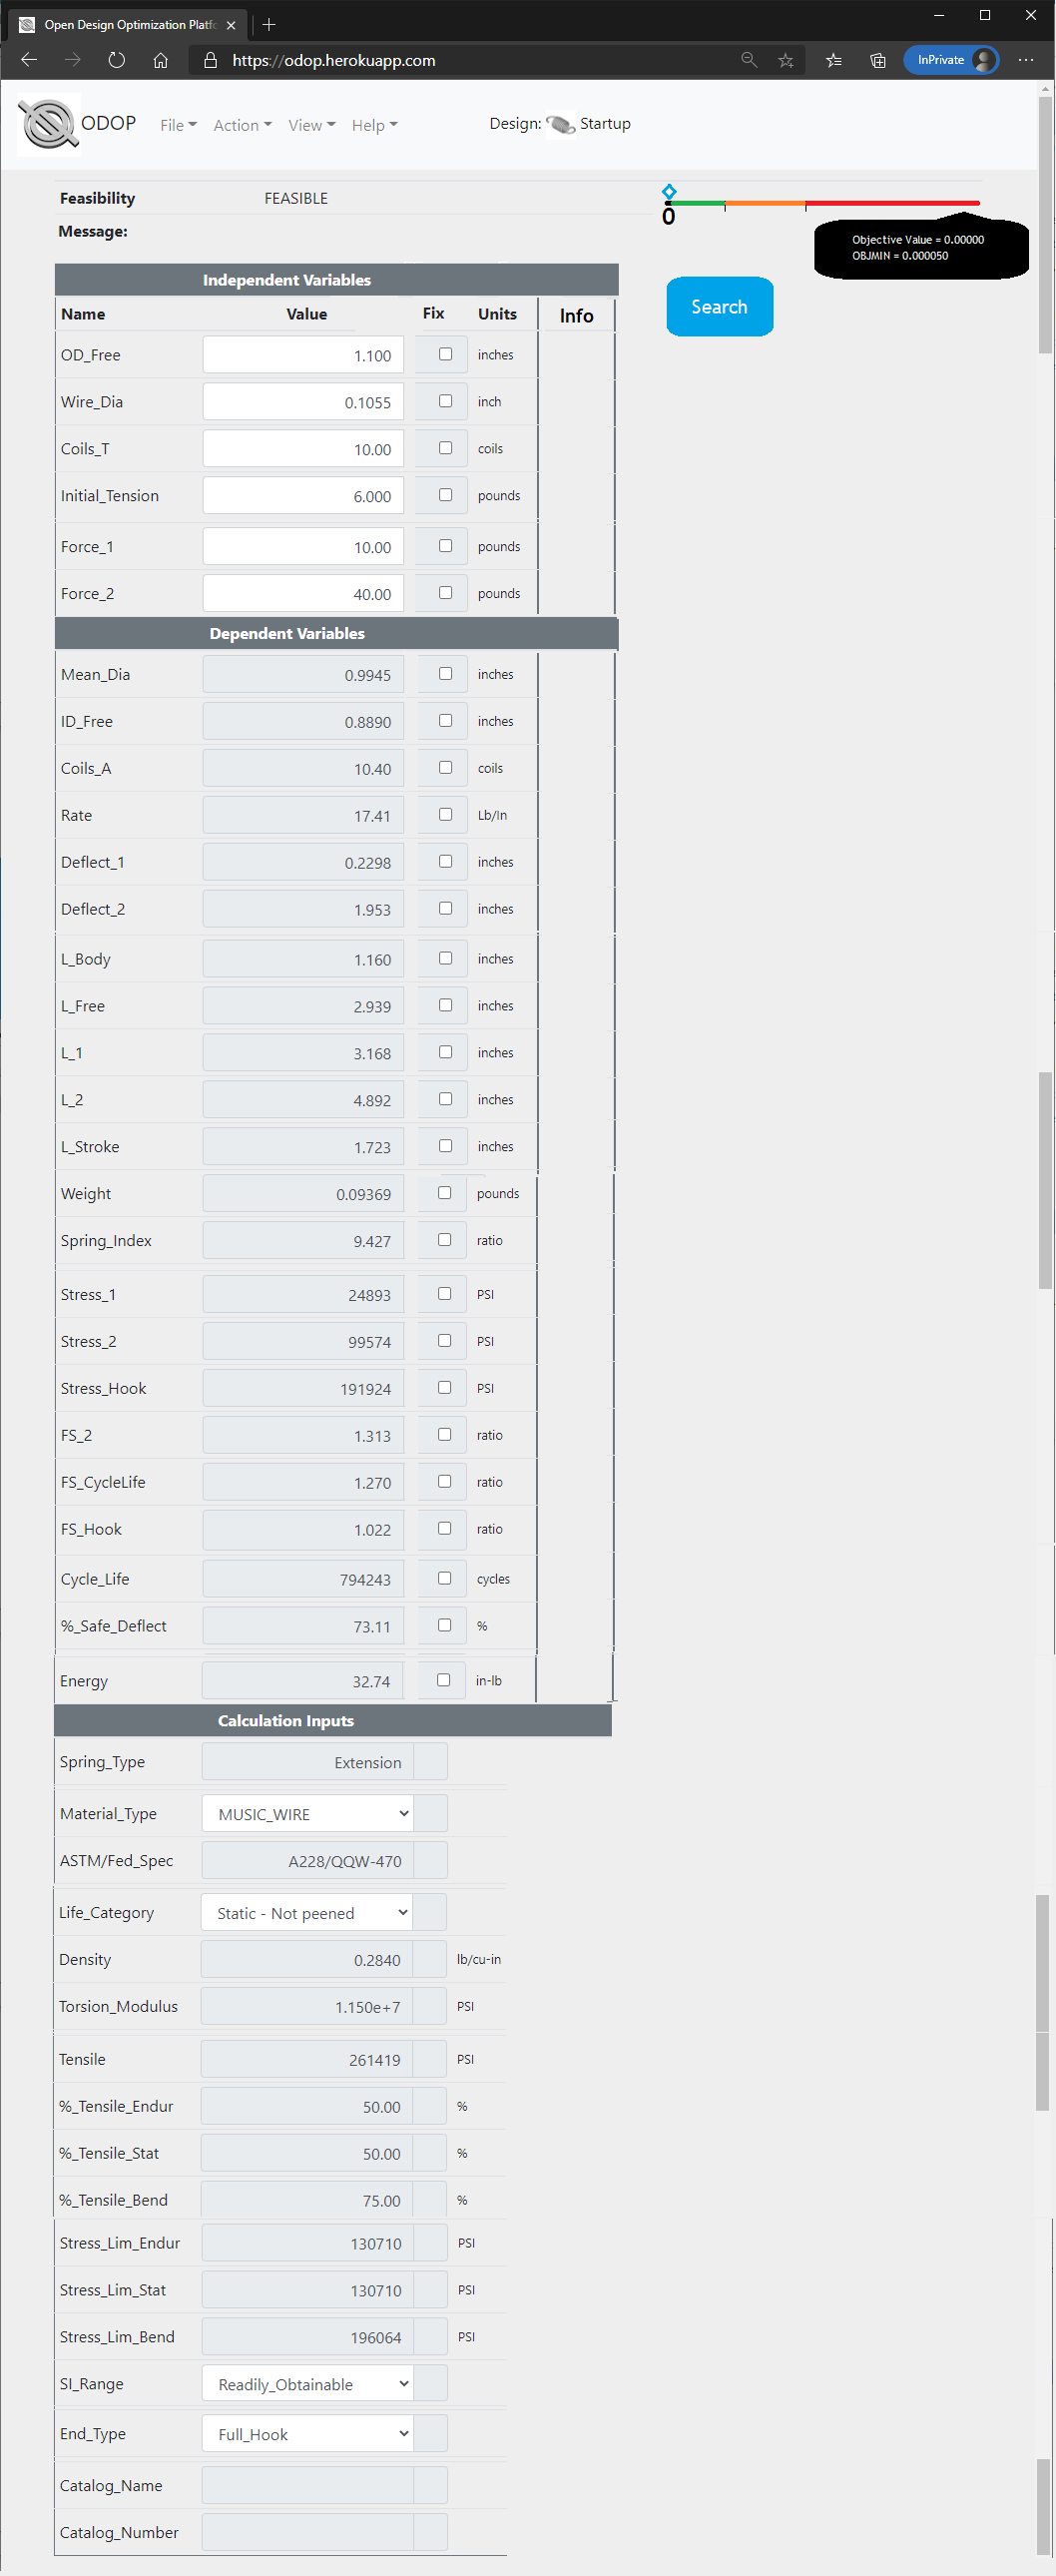 Open Design Optimization Platf
https://odop.herokuapp.com
InPrivate
ODOP File Action View Help Design: Startup
Feasibility FEASIBLE
0
Message:
Objective Value = 0.00000
OBJMIN = 0.000050
Independent Variables
Search
Name Value Fix Units Info
OD_Free 1.100 inches
Wire_Dia 0.1055 inch
Coils_T 10.00 coils
Initial_Tension 6.000 pounds
Force_1 10.00 pounds
Force_2 40.00 pounds
Dependent Variables
Mean_Dia 0.9945 inches
ID_Free 0.8890 inches
Coils_A 10.40 coils
Rate 17.41 Lb/In
Deflect_1 0.2298 inches
Deflect_2 1.953 inches
L_Body 1.160 inches
L_Free 2.939 inches
L_1 3.168 inches
L_2 4.892 inches
L_Stroke 1.723 inches
Weight 0.09369 pounds
Spring_Index 9.427 ratio
Stress_1 24893 PSI
Stress_2 99574 PSI
Stress_Hook 191924 PSI
FS_2 1.313 ratio
FS_CycleLife 1.270 ratio
FS_Hook 1.022 ratio
Cycle_Life 794243 cycles
%_Safe_Deflect 73.11 %
Energy 32.74 in-lb
Calculation Inputs
Spring_Type Extension
Material_Type MUSIC_WIRE
ASTM/Fed_Spec A228/QQW-470
Life_Category Static - Not peened
Density 0.2840 lb/cu-in
Torsion_Modulus 1.150e+7 PSI
Tensile 261419 PSI
%_Tensile_Endur 50.00 %
%_Tensile_Stat 50.00 %
%_Tensile_Bend 75.00 %
Stress_Lim_Endur 130710 PSI
Stress_Lim_Stat 130710 PSI
Stress_Lim_Bend 196064 PSI
SI_Range Readily_Obtainable
End_Type Full_Hook
Catalog_Name
Catalog_Number